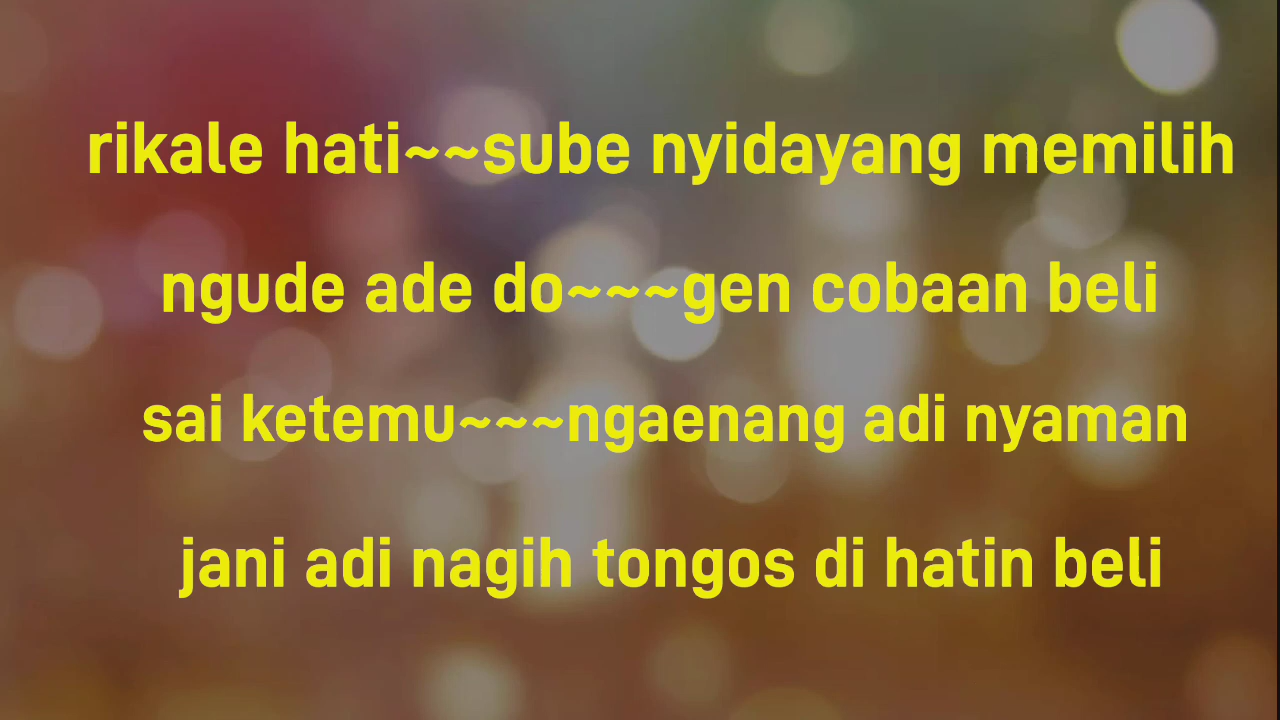 rikale hati~~sube nyidayang memilih
ngude ade do~~~gen cobaan beli
sai ketemu~~~ngaenang adi nyaman
jani adi nagih tongos di hatin beli